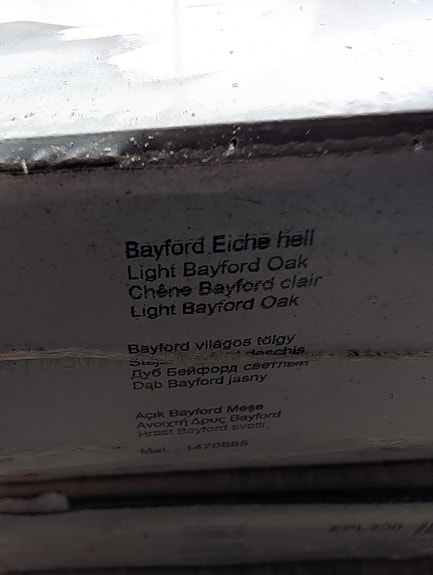 Bayford Eiche hell
Light Bayford Oak
Chêne Bayford clair
Light Bayford Oak
Bayford világos tölgy
deschis
Дуб Бейфорд светлый
Dąb Bayford jasny
Açık Bayford Meşe
Ανοιχτή Δρυς Bayford
Hrast Bayford svetli
Mat. : 1470895
EPL200